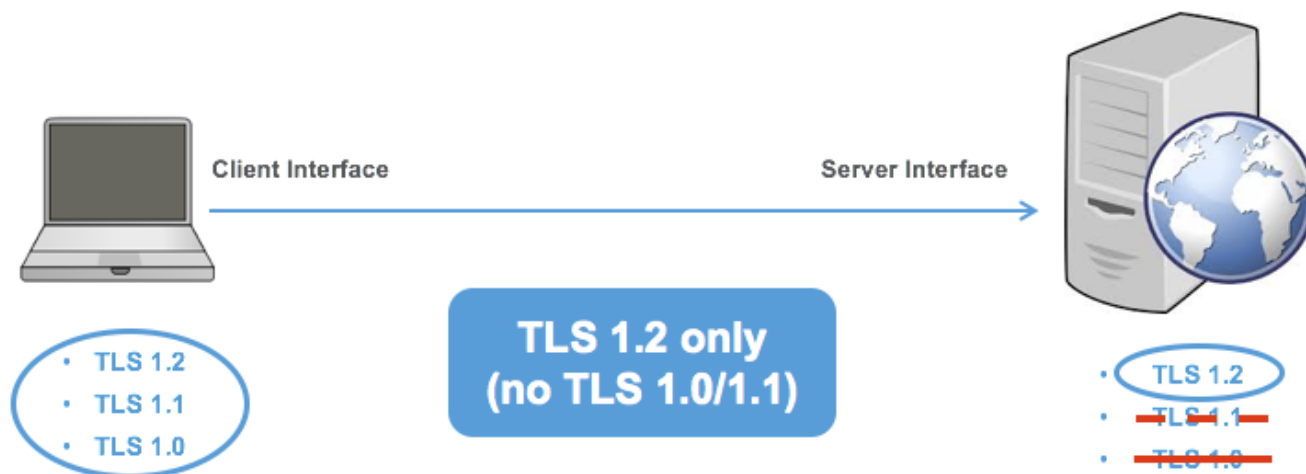 Client Interface
Server Interface
TLS 1.2 only
(no TLS 1.0/1.1)
• TLS 1.2
• TLS 1.1
• TLS 1.0
• TLS 1.2
• TLS 1.1
• TLS 1.0